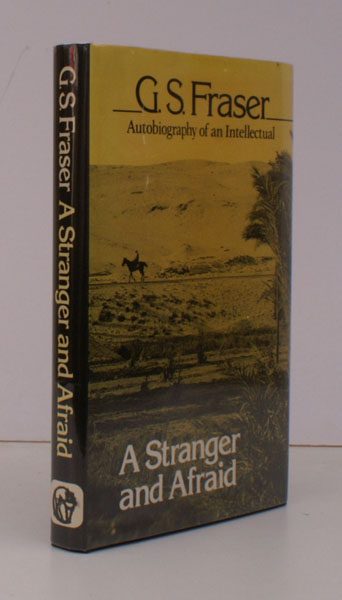 G.S. Fraser
Autobiography of an Intellectual
A Stranger
and Afraid
G.S. Fraser A Stranger and Afraid